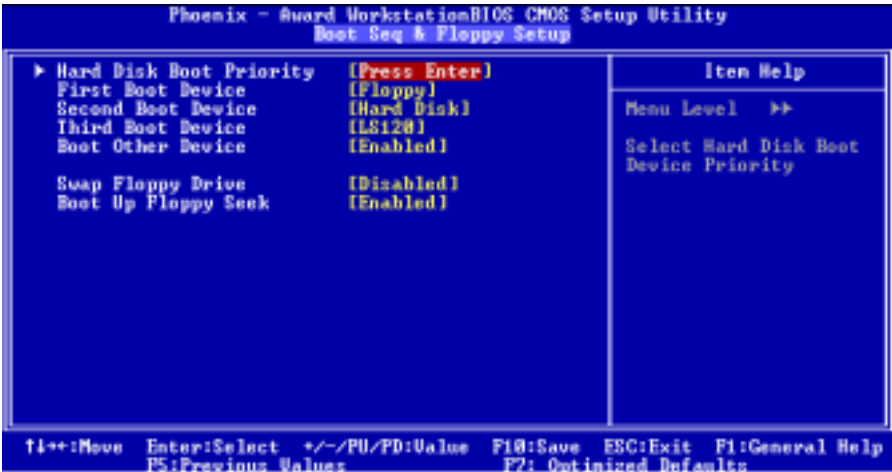 Phoenix - Award WorkstationBIOS CMOS Setup Utility
Boot Seq & Floppy Setup
▶ Hard Disk Boot Priority [Press Enter]
First Boot Device [Floppy]
Second Boot Device [Hard Disk]
Third Boot Device [LS120]
Boot Other Device [Enabled]
Swap Floppy Drive [Disabled]
Boot Up Floppy Seek [Enabled]
Item Help
Menu Level ▶▶
Select Hard Disk Boot
Device Priority
↑↓→←:Move Enter:Select +/-/PU/PD:Value F10:Save ESC:Exit F1:General Help
F5:Previous Values F7: Optimized Defaults